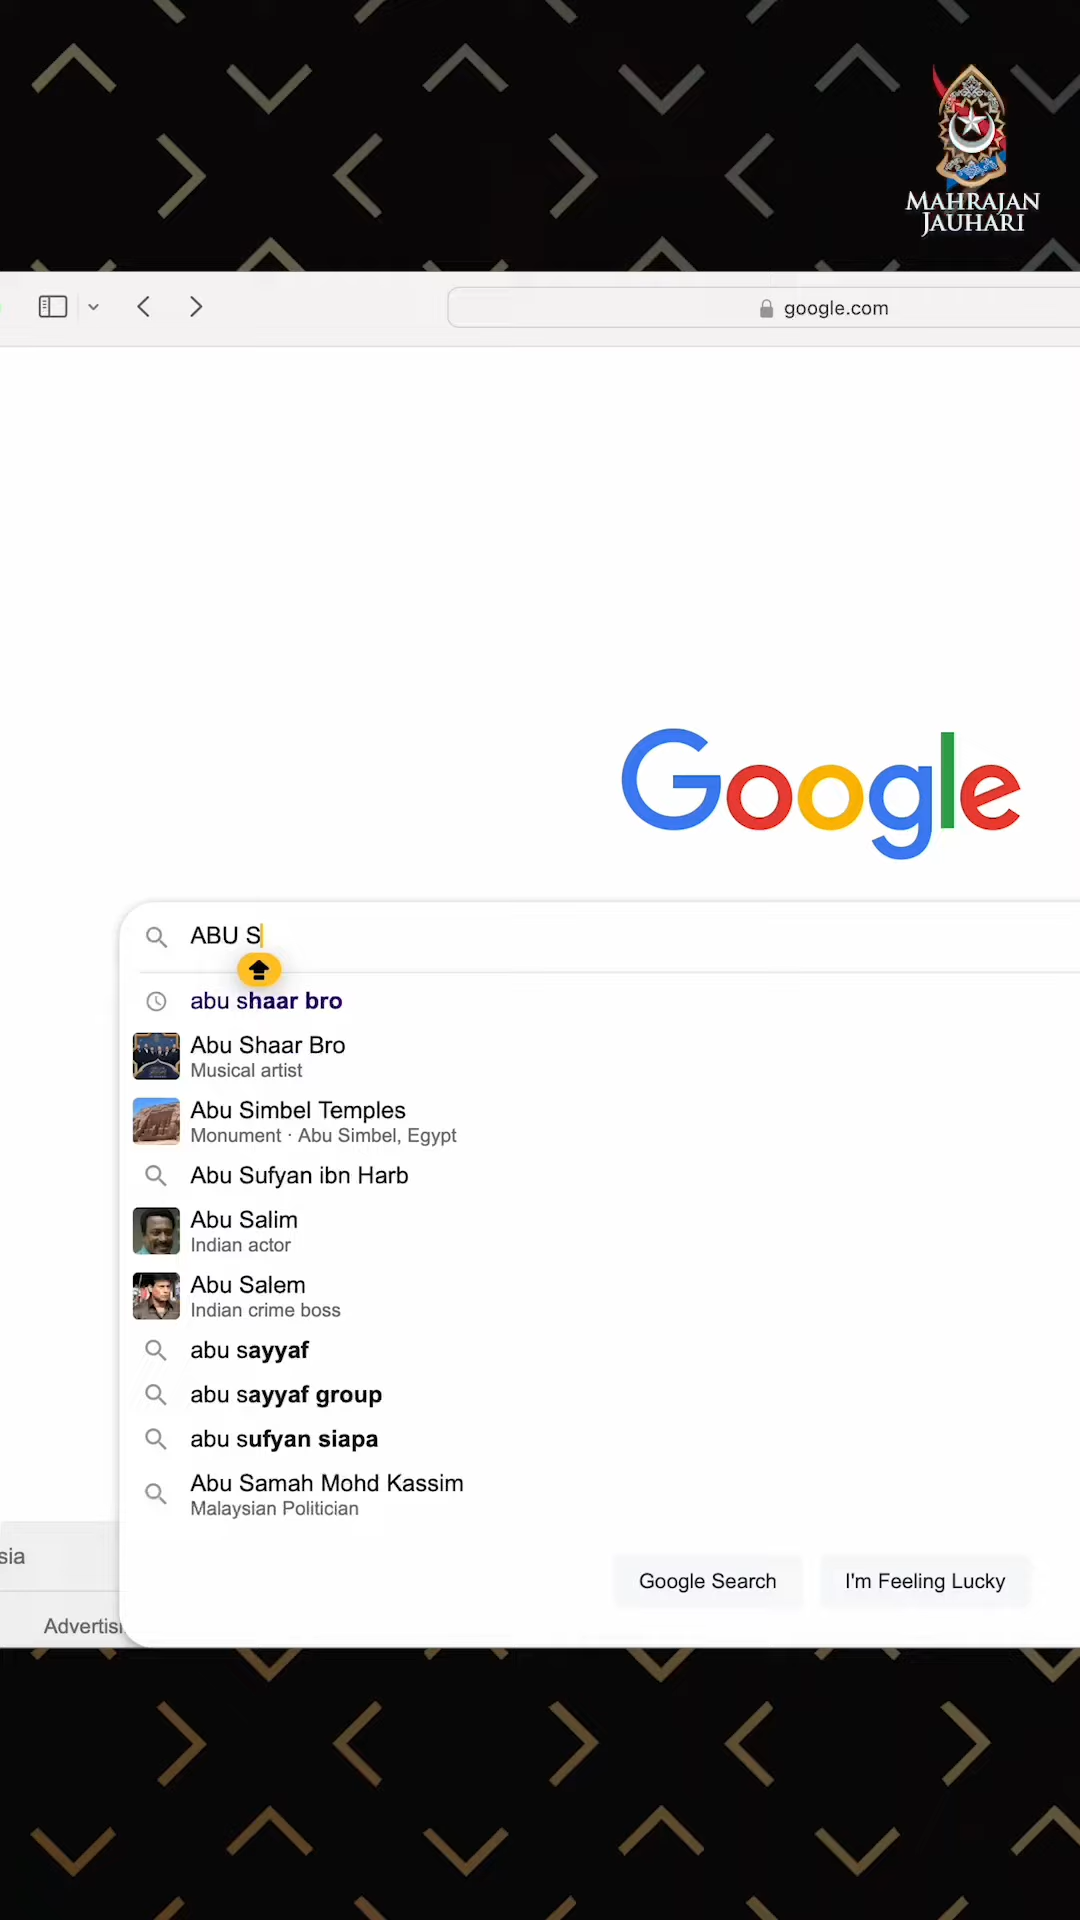 MAHRAJAN
JAUHARI
google.com
Google
ABU S
abu shaar bro
Abu Shaar Bro
Musical artist
Abu Simbel Temples
Monument · Abu Simbel, Egypt
Abu Sufyan ibn Harb
Abu Salim
Indian actor
Abu Salem
Indian crime boss
abu sayyaf
abu sayyaf group
abu sufyan siapa
Abu Samah Mohd Kassim
Malaysian Politician
sia
Google Search
I'm Feeling Lucky
Advertisi